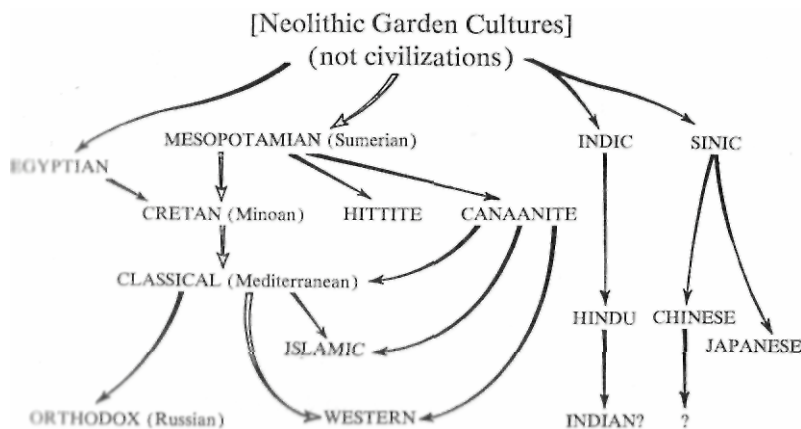 [Neolithic Garden Cultures]
(not civilizations)
MESOPOTAMIAN (Sumerian)
INDIC
SINIC
EGYPTIAN
CRETAN (Minoan)
HITTITE
CANAANITE
CLASSICAL (Mediterranean)
HINDU
CHINESE
ISLAMIC
JAPANESE
ORTHODOX (Russian)
WESTERN
INDIAN?
?